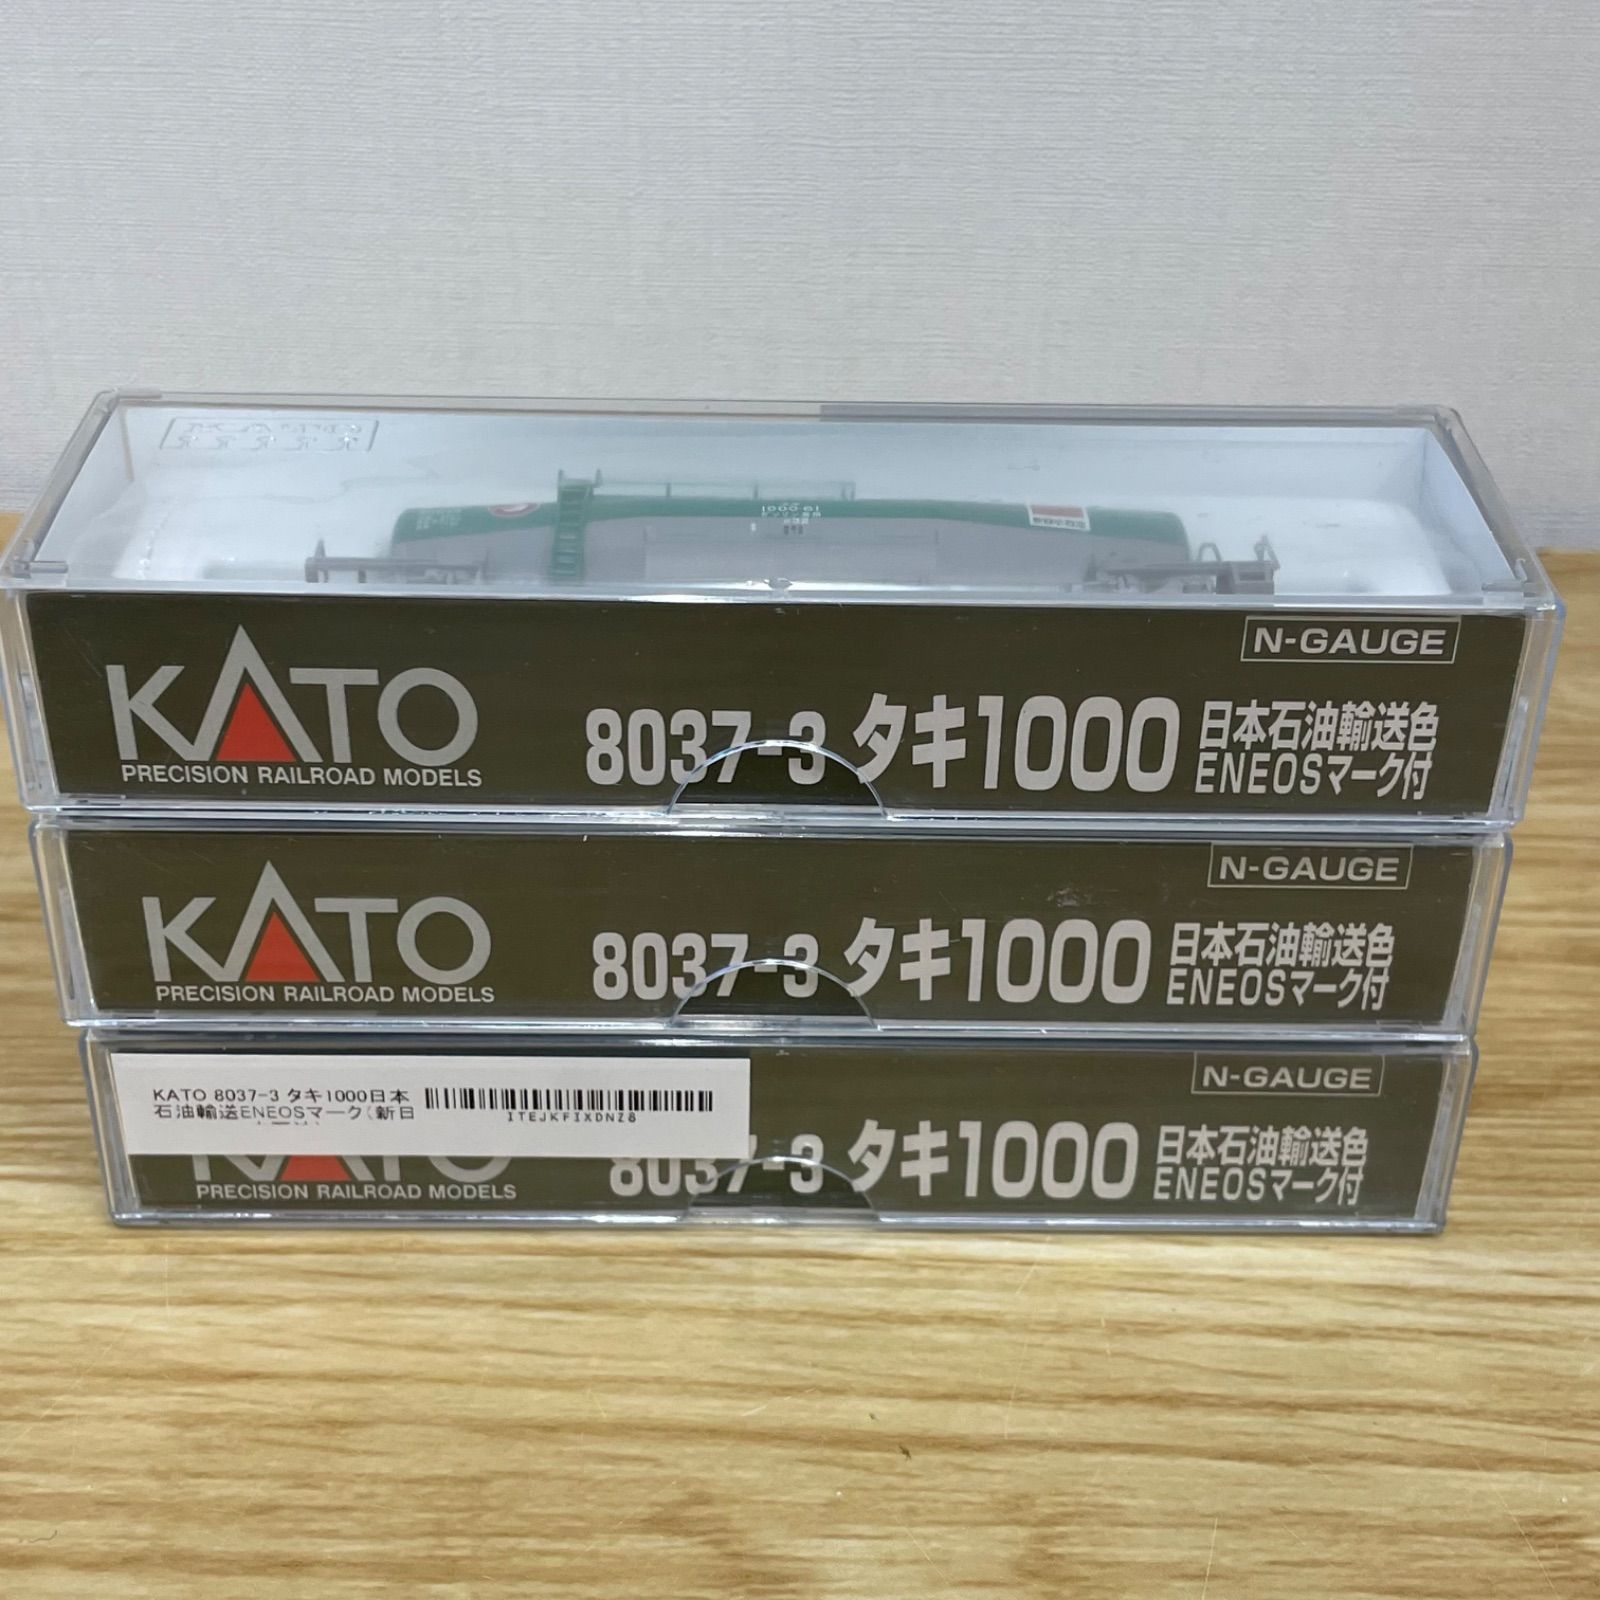 1000-61
N-GAUGE
KATO
PRECISION RAILROAD MODELS
8037-3 タキ1000 日本石油輸送色
ENEOSマーク付
N-GAUGE
KATO
PRECISION RAILROAD MODELS
8037-3 タキ1000 日本石油輸送色
ENEOSマーク付
KATO 8037-3 タキ1000日本
石油輸送ENEOSマーク(新日
ITEJKFIXDNZ8
N-GAUGE
KATO
PRECISION RAILROAD MODELS
8037-3 タキ1000 日本石油輸送色
ENEOSマーク付